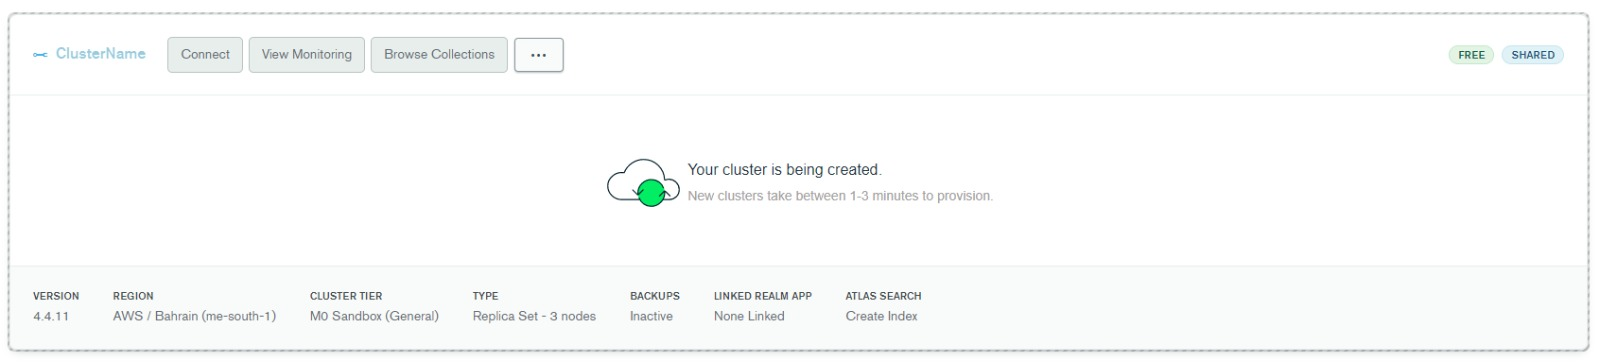 ClusterName Connect View Monitoring Browse Collections ... FREE SHARED
Your cluster is being created.
New clusters take between 1-3 minutes to provision.
VERSION REGION CLUSTER TIER TYPE BACKUPS LINKED REALM APP ATLAS SEARCH
4.4.11 AWS / Bahrain (me-south-1) M0 Sandbox (General) Replica Set - 3 nodes Inactive None Linked Create Index